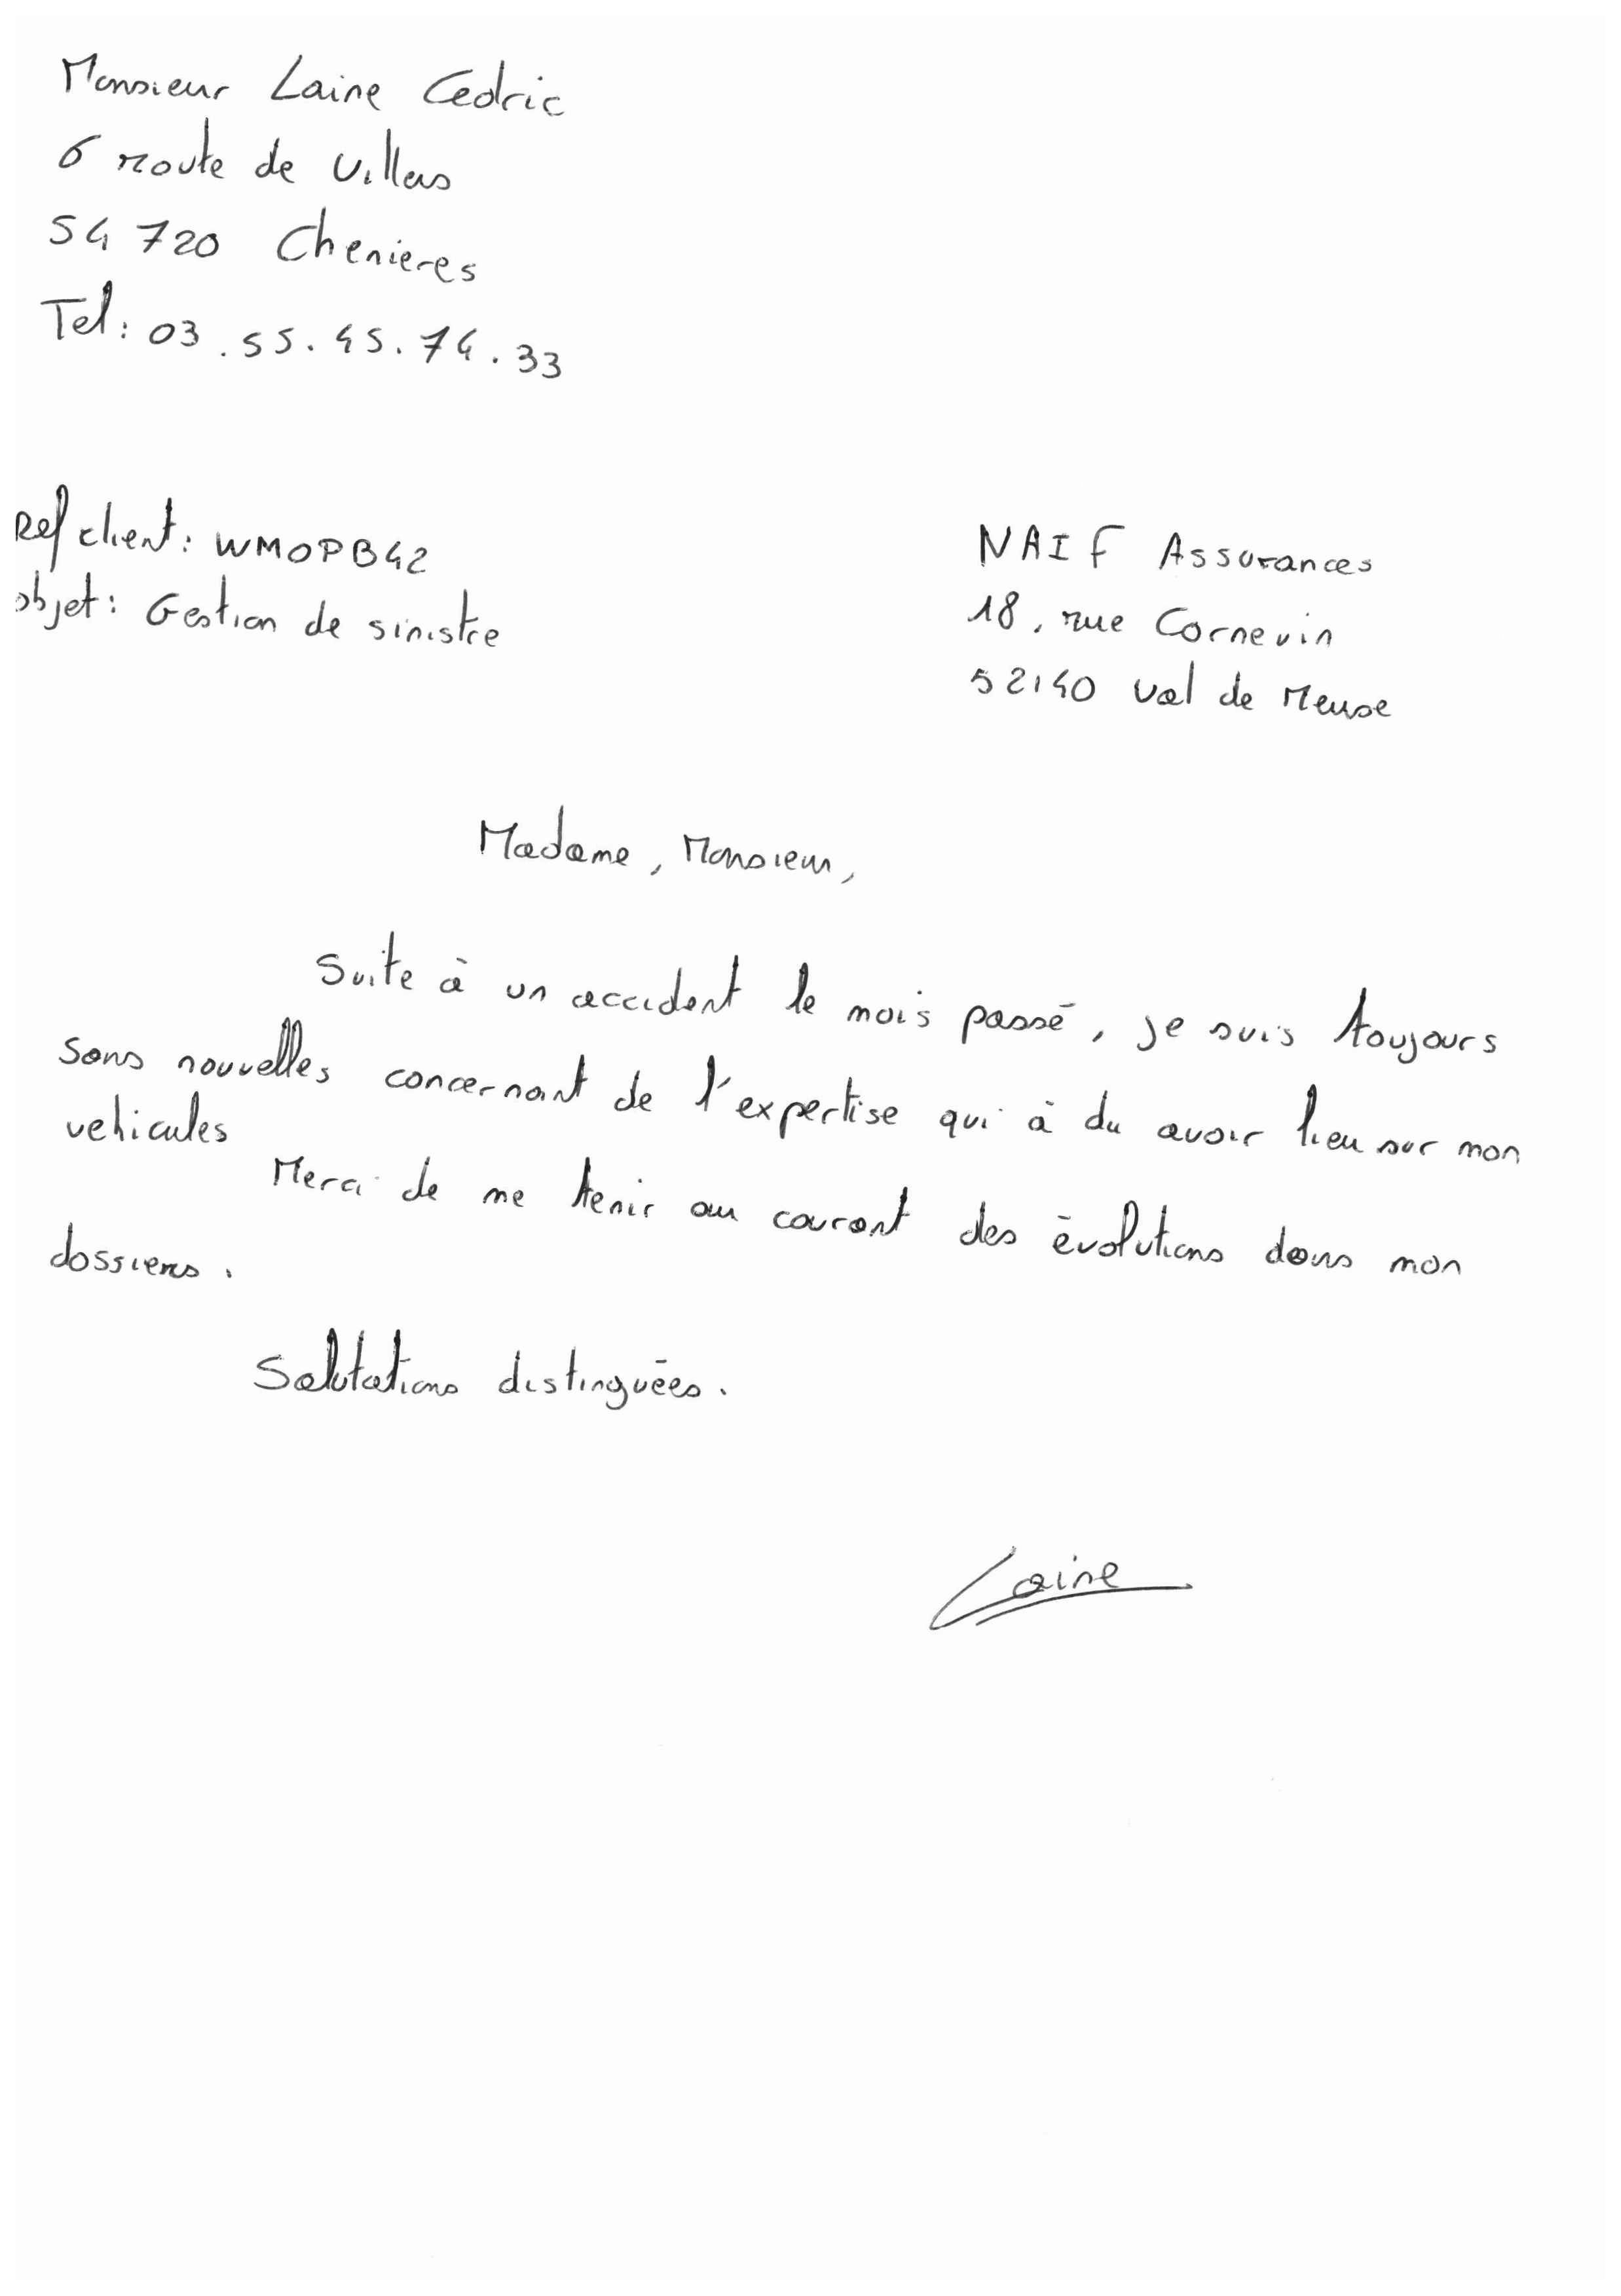 Monsieur Laine Cedric
6 route de Villers
54 720 Chenieres
Tel : 03.55.45.74.33
Ref client : WMOPB42
objet : Gestion de sinistre
NAIF Assurances
18, rue Cornevin
52140 Val de Meuse
Madame, Monsieur,
Suite à un accident le mois passé, je suis toujours
sans nouvelles concernant de l'expertise qui à du avoir lieu sur mon
vehicules
Merci de me tenir au courant des évolutions dans mon
dossiers.
Salutations distinguées.
Laine